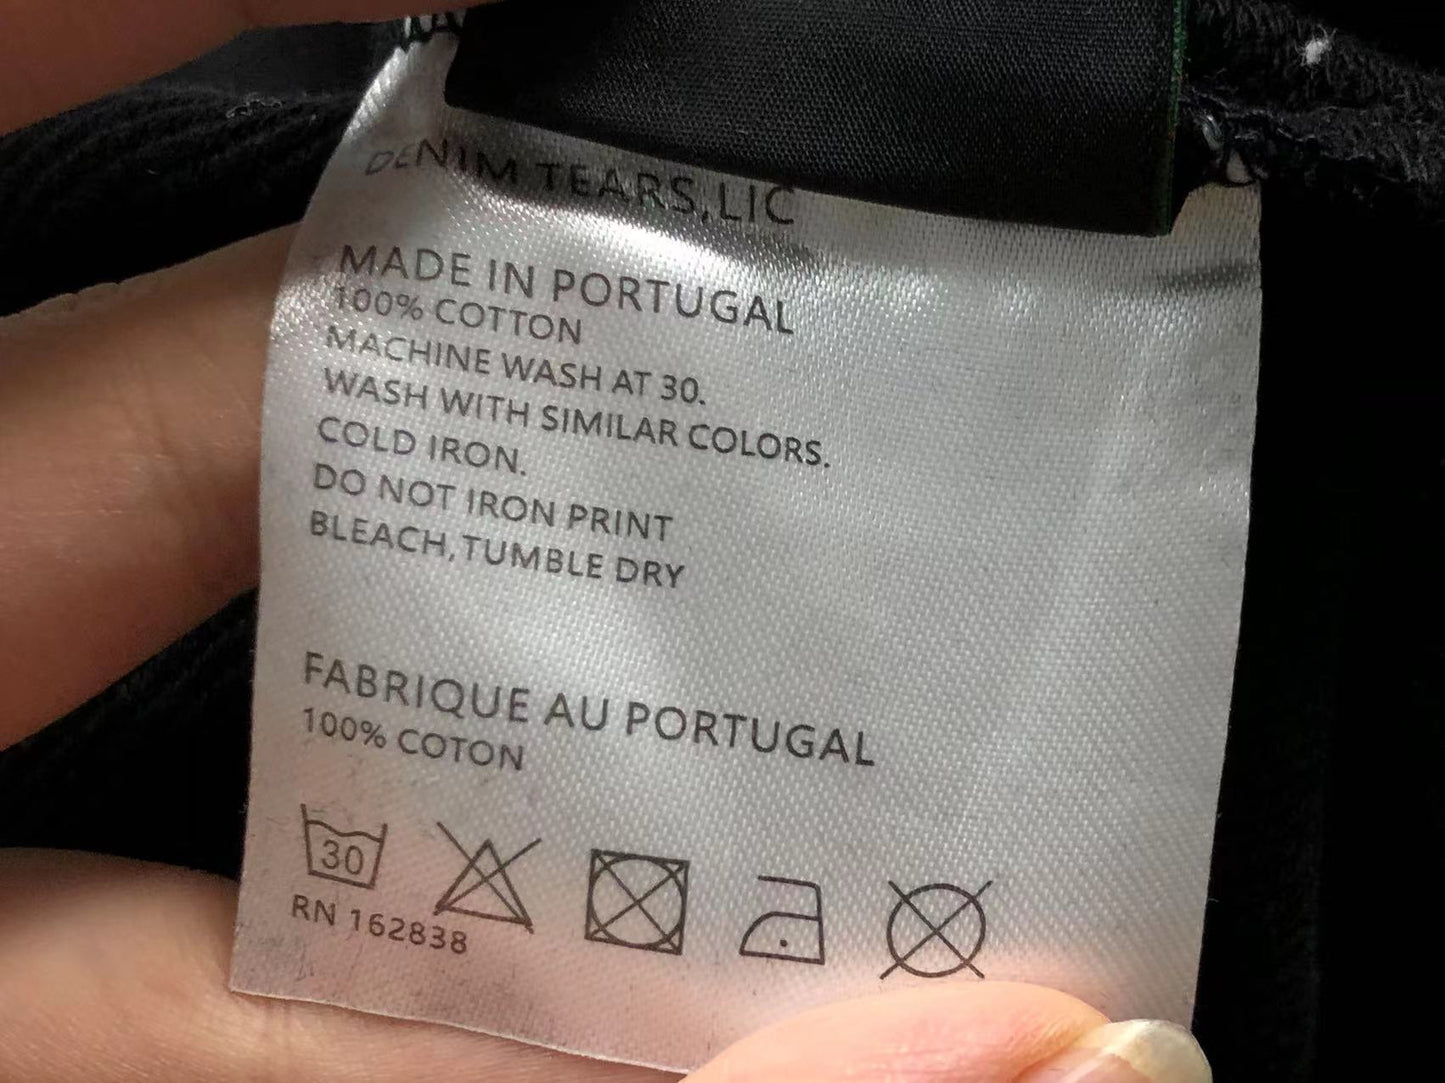 DENIM TEARS,LIC
MADE IN PORTUGAL
100% COTTON
MACHINE WASH AT 30.
WASH WITH SIMILAR COLORS.
COLD IRON.
DO NOT IRON PRINT
BLEACH,TUMBLE DRY
FABRIQUE AU PORTUGAL
100% COTON
30
RN 162838